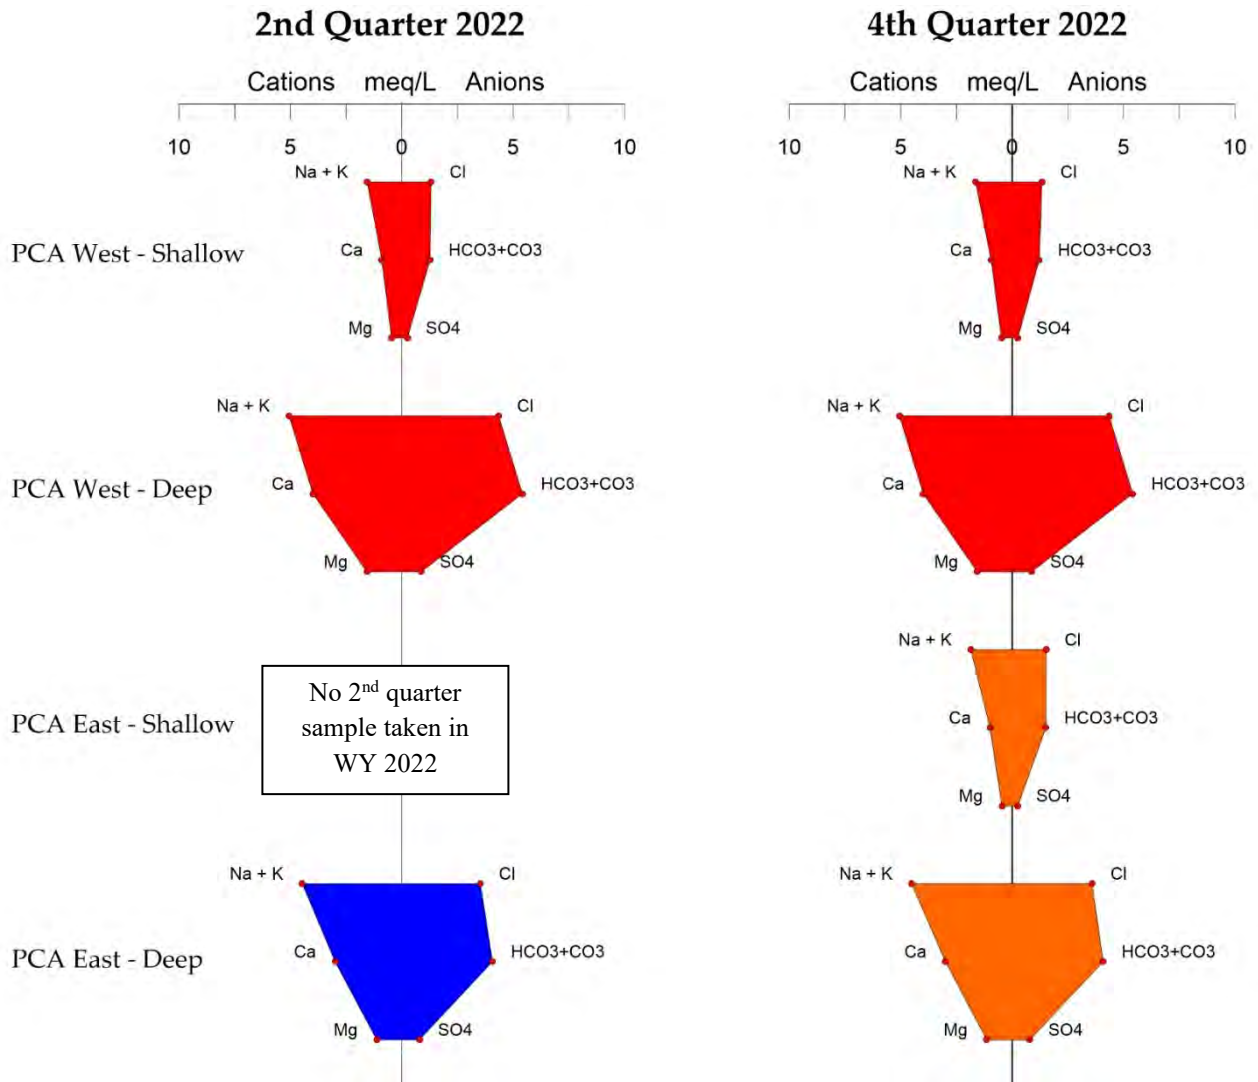 2nd Quarter 2022
4th Quarter 2022
Cations meq/L Anions
10 5 0 5 10
Cations meq/L Anions
10 5 0 5 10
PCA West - Shallow
Na + K Cl
Ca HCO3+CO3
Mg SO4
Na + K Cl
Ca HCO3+CO3
Mg SO4
PCA West - Deep
Na + K Cl
Ca HCO3+CO3
Mg SO4
Na + K Cl
Ca HCO3+CO3
Mg SO4
PCA East - Shallow
No 2nd quarter
sample taken in
WY 2022
Na + K Cl
Ca HCO3+CO3
Mg SO4
PCA East - Deep
Na + K Cl
Ca HCO3+CO3
Mg SO4
Na + K Cl
Ca HCO3+CO3
Mg SO4